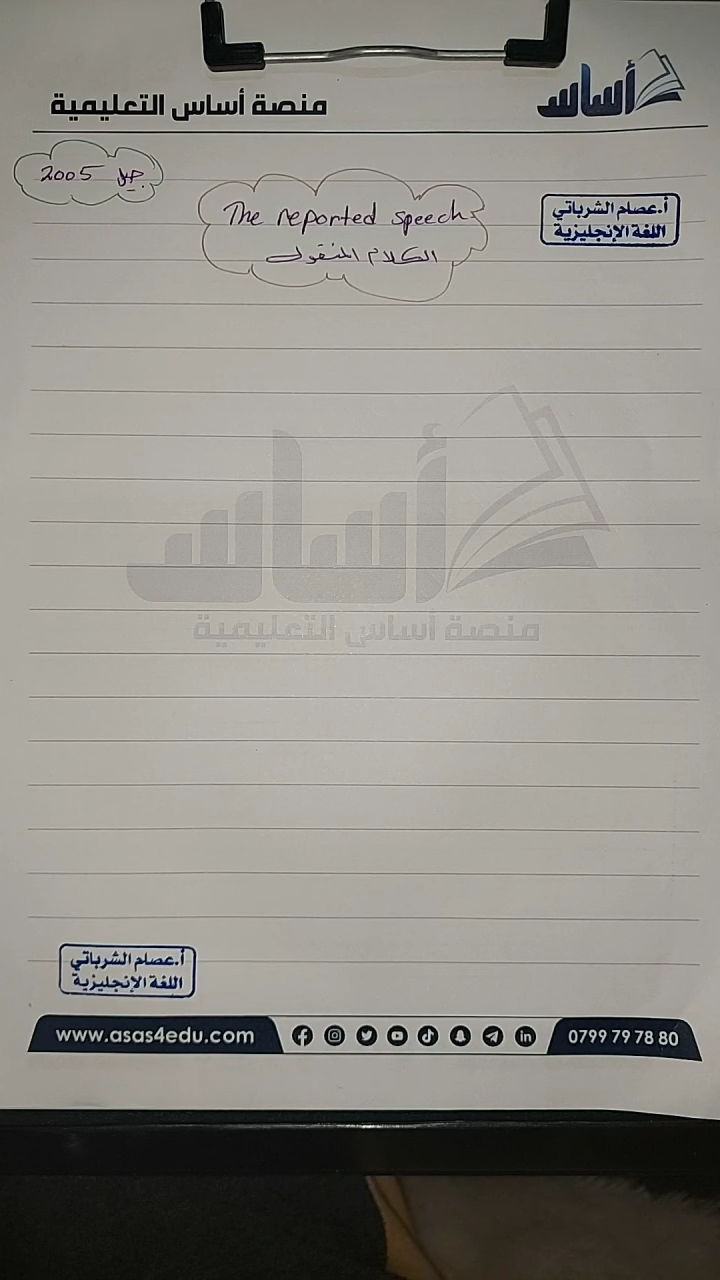 منصة أساس التعليمية
أساس
جيل 2005
The reported speech
الكلام المنقول
أ.عصام الشرباتي
اللغة الإنجليزية
أساس
منصة أساس التعليمية
أ.عصام الشرباتي
اللغة الإنجليزية
www.asas4edu.com
0799 79 78 80